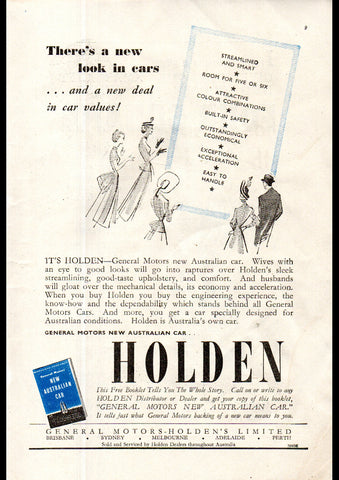 9
There's a new
look in cars
. . . and a new deal
in car values!
STREAMLINED
AND SMART
★
ROOM FOR FIVE OR SIX
★
ATTRACTIVE
COLOUR COMBINATIONS
★
BUILT-IN SAFETY
★
OUTSTANDINGLY
ECONOMICAL
★
EXCEPTIONAL
ACCELERATION
★
EASY TO
HANDLE
★
IT'S HOLDEN—General Motors new Australian car. Wives with
an eye to good looks will go into raptures over Holden's sleek
streamlining, good-taste upholstery, and comfort. And husbands
will gloat over the mechanical details, its economy and acceleration.
When you buy Holden you buy the engineering experience, the
know-how and the dependability which stands behind all General
Motors Cars. And more, you get a car specially designed for
Australian conditions. Holden is Australia's own car.
GENERAL MOTORS NEW AUSTRALIAN CAR . .
HOLDEN
General Motors
NEW
AUSTRALIAN
CAR
This Free Booklet Tells You The Whole Story. Call on or write to any
HOLDEN Distributor or Dealer and get your copy of this booklet,
"GENERAL MOTORS NEW AUSTRALIAN CAR."
It tells just what General Motors backing of a new car means to you.
GENERAL MOTORS-HOLDEN'S LIMITED
BRISBANE • SYDNEY MELBOURNE • ADELAIDE • PERTH
Sold and Serviced by Holden Dealers throughout Australia